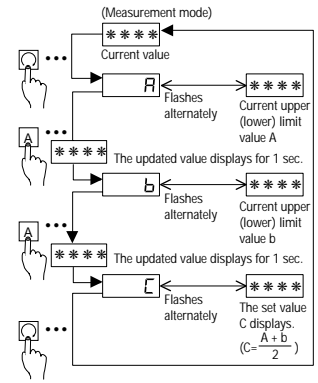 (Measurement mode)
****
Current value
A
****
Flashes
alternately
Current upper
(lower) limit
value A
A
****
The updated value displays for 1 sec.
b
****
Flashes
alternately
Current upper
(lower) limit
value b
A
****
The updated value displays for 1 sec.
C
****
Flashes
alternately
The set value
C displays.
(C=A + b/2)